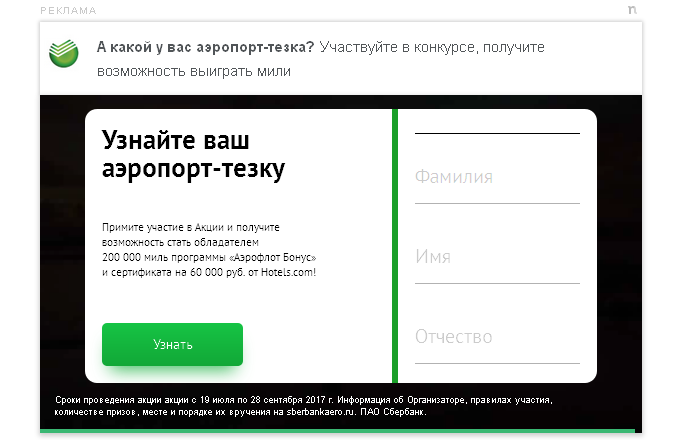 РЕКЛАМА
n
А какой у вас аэропорт-тезка? Участвуйте в конкурсе, получите
возможность выиграть мили
Узнайте ваш
аэропорт-тезку
Примите участие в Акции и получите
возможность стать обладателем
200 000 миль программы «Аэрофлот Бонус»
и сертификата на 60 000 руб. от Hotels.com!
Узнать
Фамилия
Имя
Отчество
Сроки проведения акции акции с 19 июля по 28 сентября 2017 г. Информация об Организаторе, правилах участия,
количестве призов, месте и порядке их вручения на sberbankaero.ru. ПАО Сбербанк.